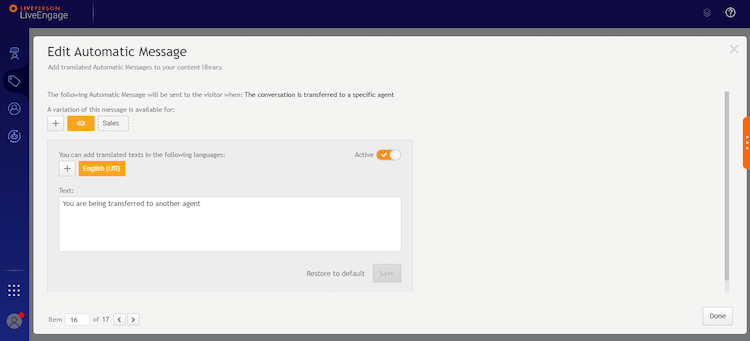 LIVEPERSON
LiveEngage
Edit Automatic Message
Add translated Automatic Messages to your content library.
The following Automatic Message will be sent to the visitor when: The conversation is transferred to a specific agent
A variation of this message is available for:
+ Sales
You can add translated texts in the following languages: Active
+ English (US)
Text:
You are being transferred to another agent
Restore to default Save
Item 16 of 17 < > Done